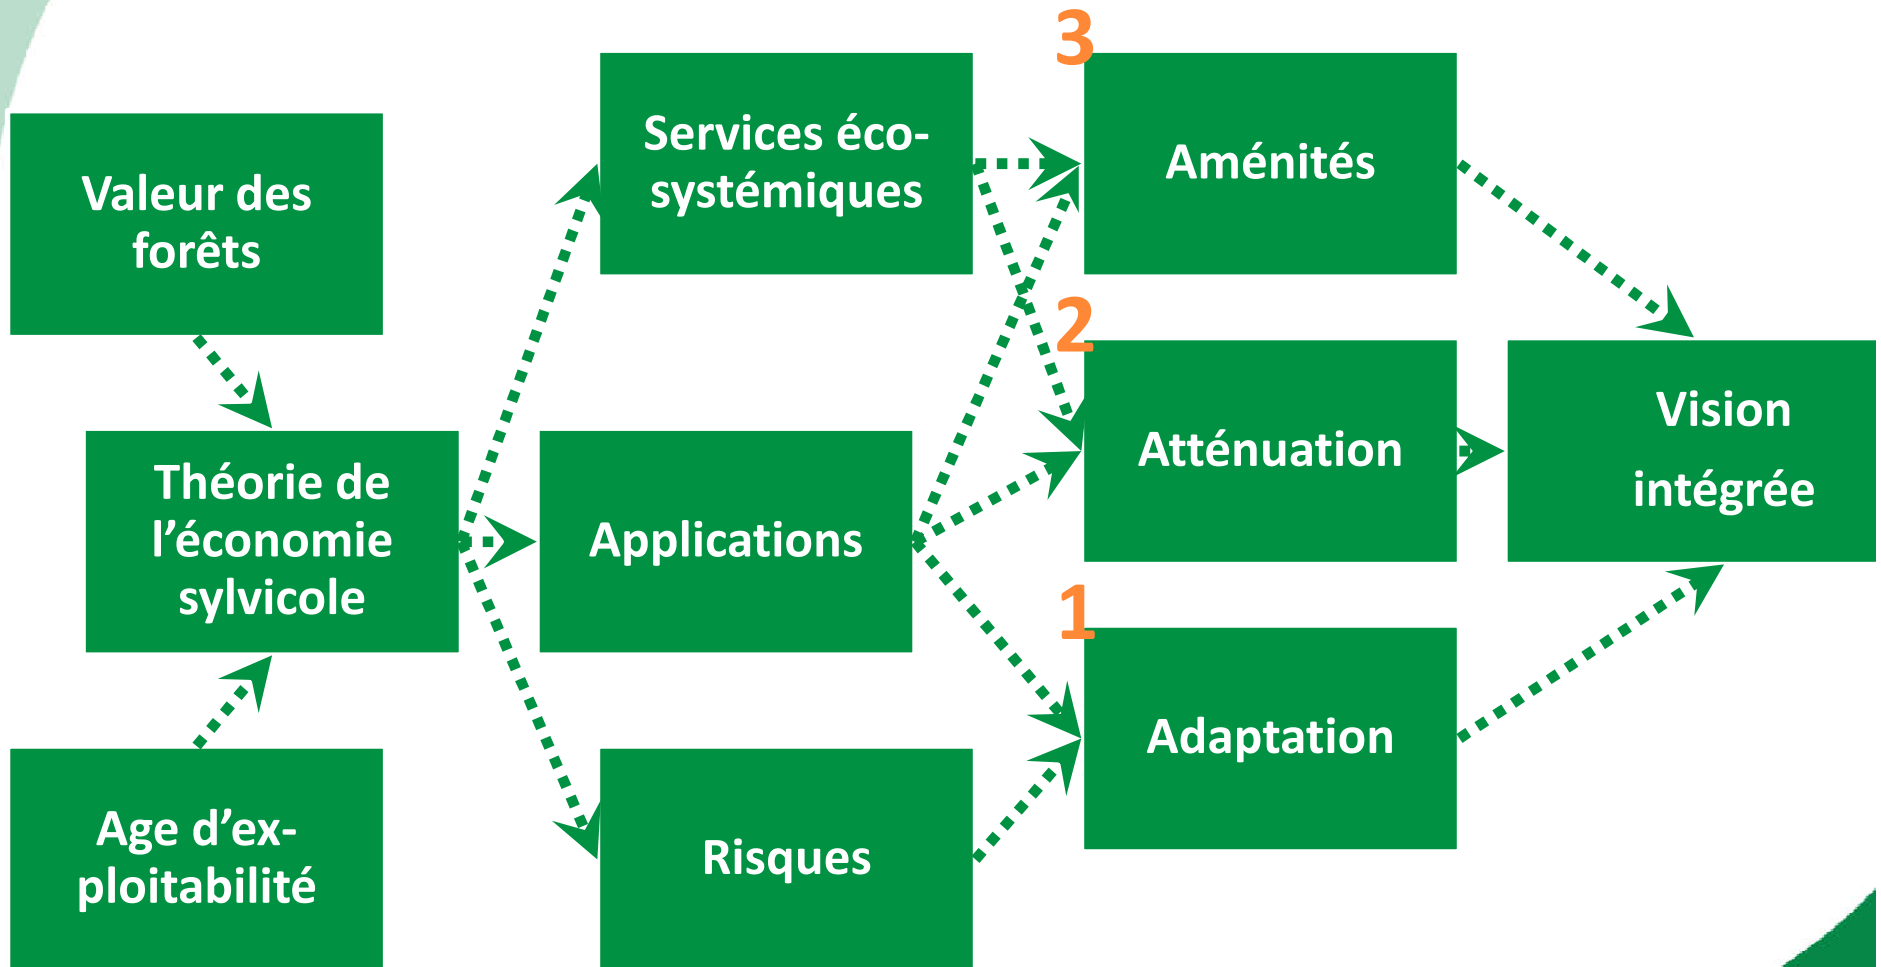 Valeur des
forêts
Théorie de
l’économie
sylvicole
Age d’ex-
ploitabilité
Services éco-
systémiques
Applications
Risques
3
Aménités
2
Atténuation
1
Adaptation
Vision
intégrée